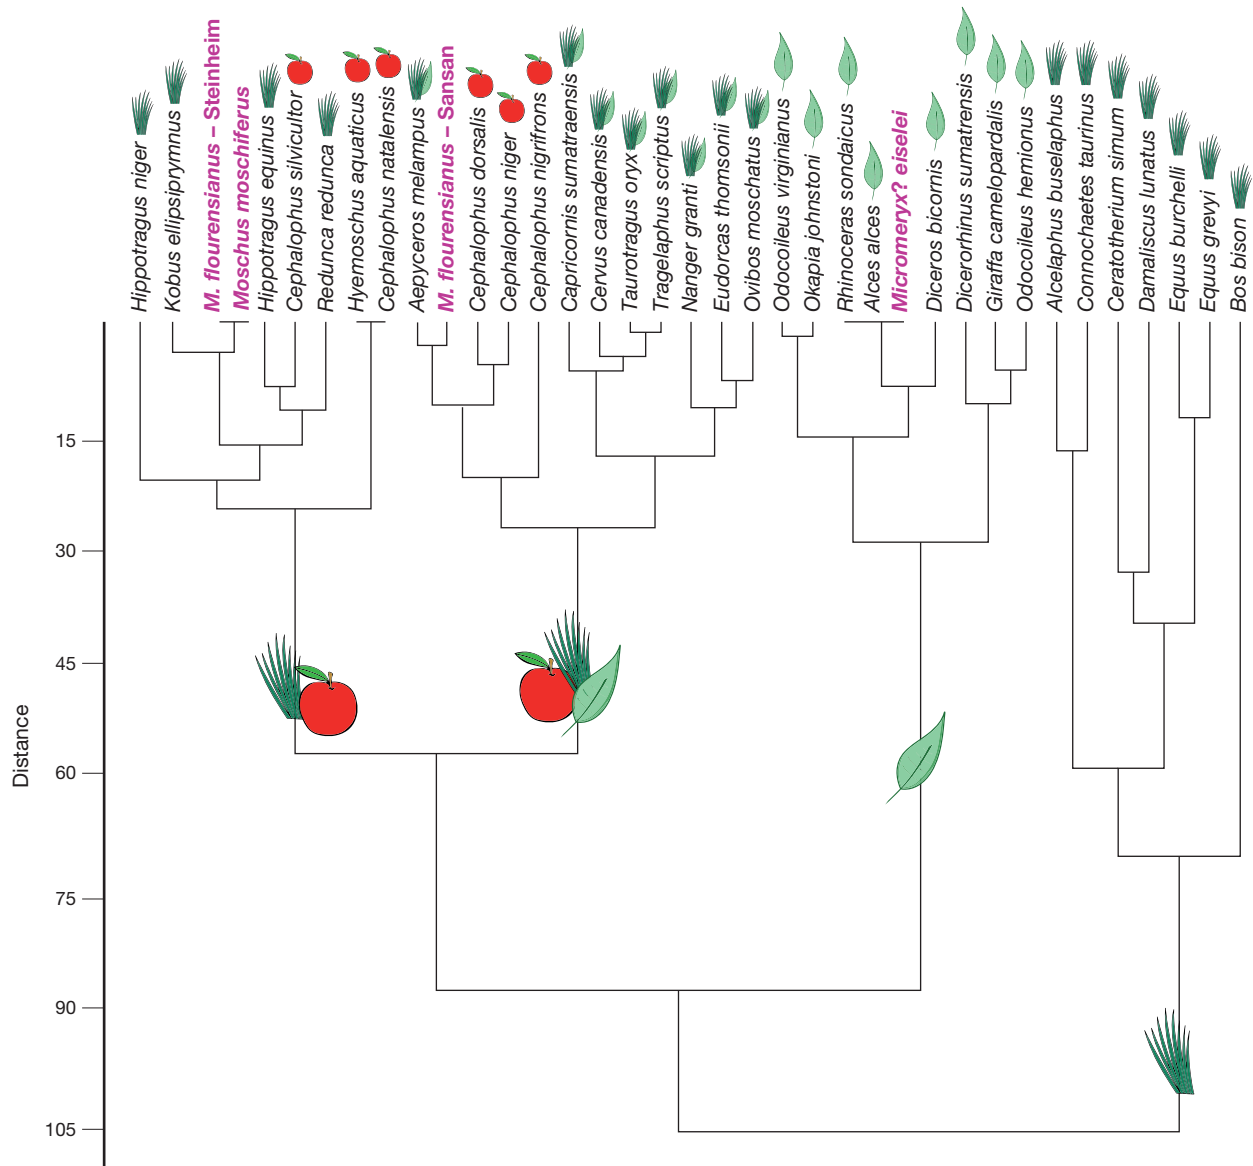 Hippotragus niger
Kobus ellipsiprymnus
M. flourensianus – Steinheim
Moschus moschiferus
Hippotragus equinus
Cephalophus silvicultor
Redunca redunca
Hyemoschus aquaticus
Cephalophus natalensis
Aepyceros melampus
M. flourensianus – Sansan
Cephalophus dorsalis
Cephalophus niger
Cephalophus nigrifrons
Capricornis sumatraensis
Cervus canadensis
Taurotragus oryx
Tragelaphus scriptus
Nanger granti
Eudorcas thomsonii
Ovibos moschatus
Odocoileus virginianus
Okapia johnstoni
Rhinoceras sondaicus
Alces alces
Micromeryx? eiselei
Diceros bicornis
Dicerorhinus sumatrensis
Giraffa camelopardalis
Odocoileus hemionus
Alcelaphus buselaphus
Connochaetes taurinus
Ceratotherium simum
Damaliscus lunatus
Equus burchelli
Equus grevyi
Bos bison
Distance
15
30
45
60
75
90
105